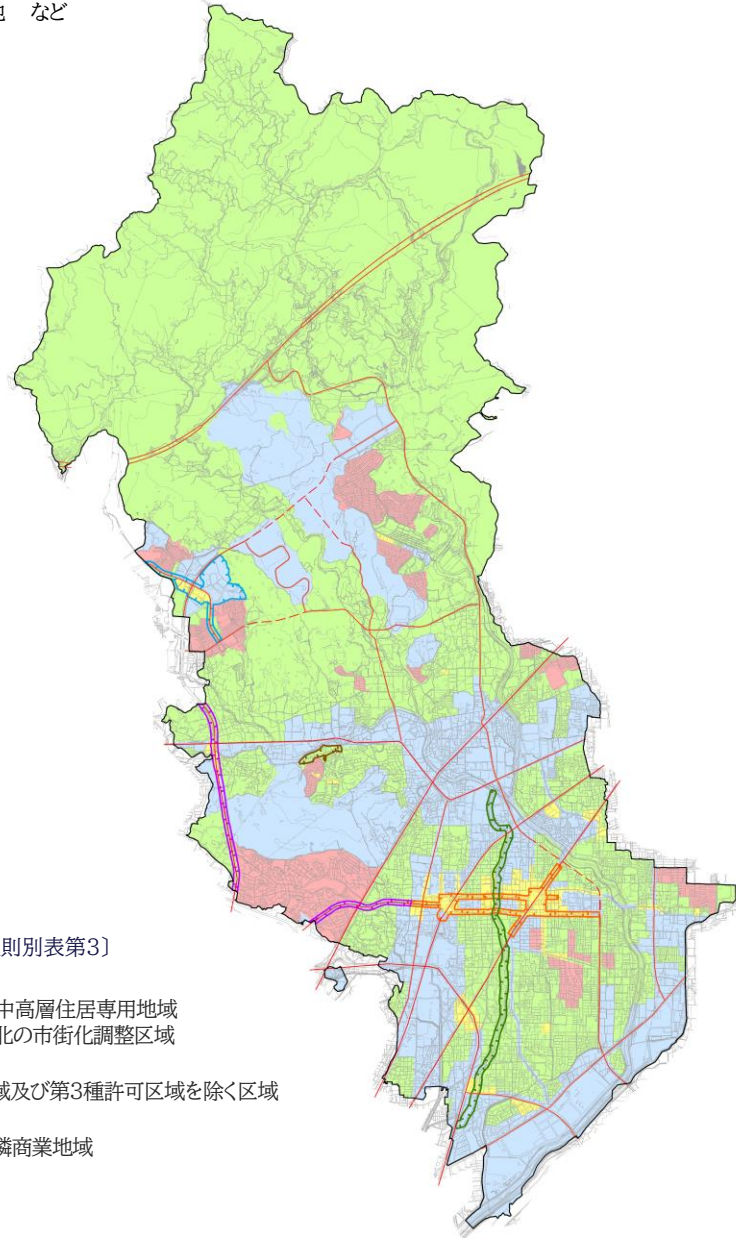 など
則別表第3〕
中高層住居専用地域
北の市街化調整区域
域及び第3種許可区域を除く区域
隣商業地域